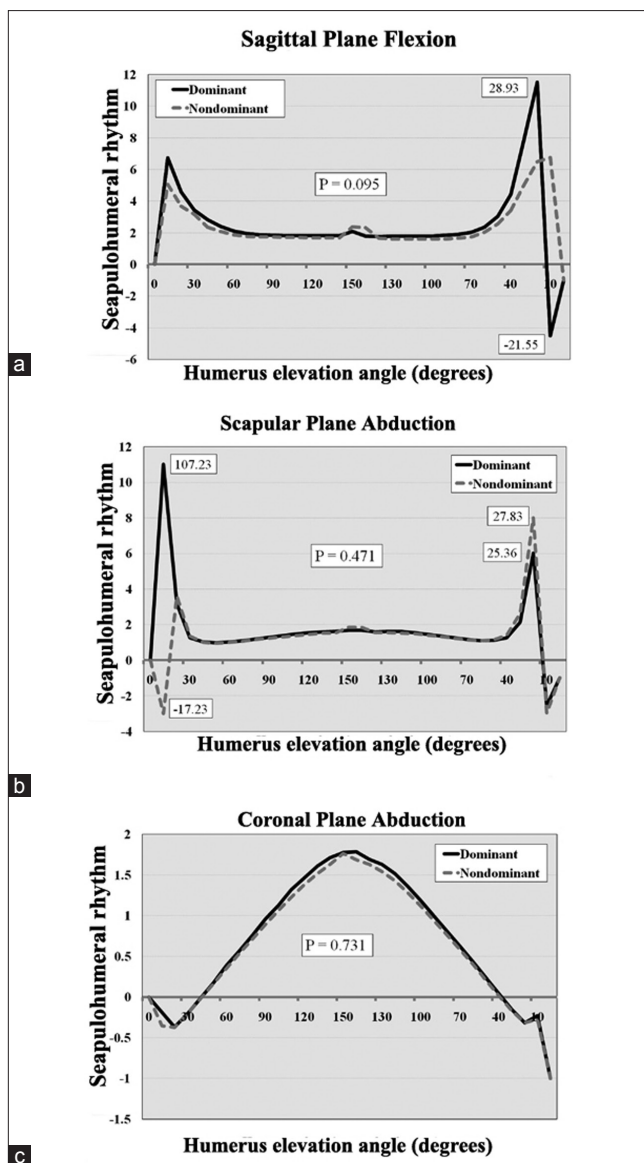 Sagittal Plane Flexion
12
10
8
6
4
2
0
-2
-4
-6
Seapulohumeral rhythm
Dominant
Nondominant
28.93
P = 0.095
-21.55
0 30 60 90 120 150 130 100 70 40 10
Humerus elevation angle (degrees)
a
Scapular Plane Abduction
12
10
8
6
4
2
0
-2
-4
Seapulohumeral rhythm
107.23
Dominant
Nondominant
27.83
25.36
P = 0.471
-17.23
0 30 60 90 120 150 130 100 70 40 10
Humerus elevation angle (degrees)
b
Coronal Plane Abduction
2
1.5
1
0.5
0
-0.5
-1
-1.5
Seapulohumeral rhythm
Dominant
Nondominant
P = 0.731
0 30 60 90 120 150 130 100 70 40 10
Humerus elevation angle (degrees)
c